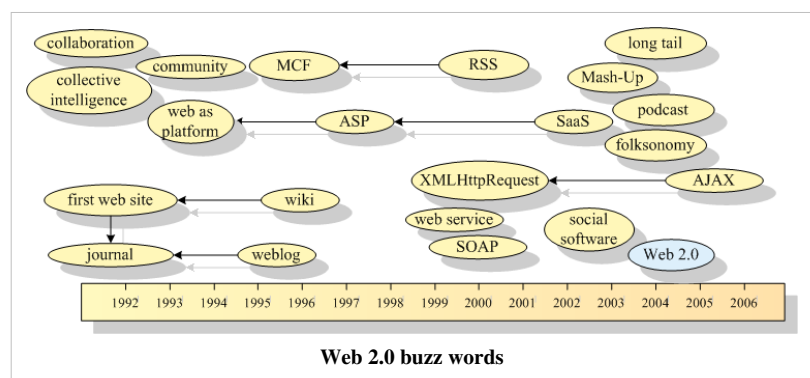 collaboration
long tail
community
MCF
RSS
Mash-Up
collective
intelligence
web as
platform
ASP
SaaS
podcast
folksonomy
XMLHttpRequest
AJAX
first web site
wiki
web service
social
software
SOAP
journal
weblog
Web 2.0
1992 1993 1994 1995 1996 1997 1998 1999 2000 2001 2002 2003 2004 2005 2006
Web 2.0 buzz words